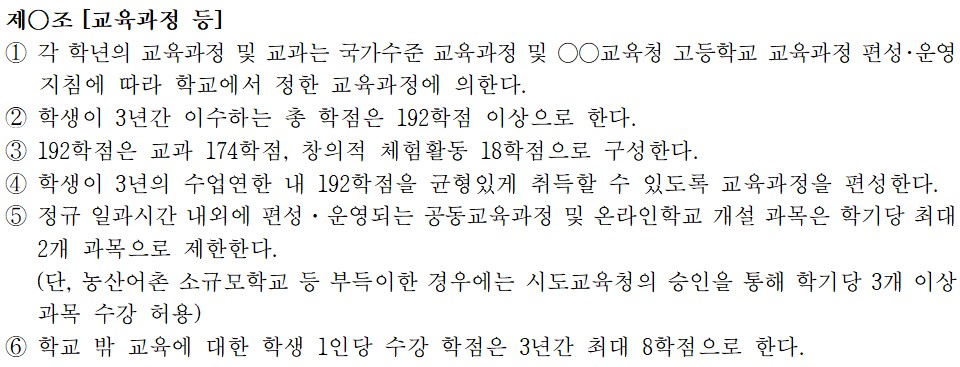 제○조 [교육과정 등]
① 각 학년의 교육과정 및 교과는 국가수준 교육과정 및 ○○교육청 고등학교 교육과정 편성·운영
지침에 따라 학교에서 정한 교육과정에 의한다.
② 학생이 3년간 이수하는 총 학점은 192학점 이상으로 한다.
③ 192학점은 교과 174학점, 창의적 체험활동 18학점으로 구성한다.
④ 학생이 3년의 수업연한 내 192학점을 균형있게 취득할 수 있도록 교육과정을 편성한다.
⑤ 정규 일과시간 내외에 편성·운영되는 공동교육과정 및 온라인학교 개설 과목은 학기당 최대
2개 과목으로 제한한다.
(단, 농산어촌 소규모학교 등 부득이한 경우에는 시도교육청의 승인을 통해 학기당 3개 이상
과목 수강 허용)
⑥ 학교 밖 교육에 대한 학생 1인당 수강 학점은 3년간 최대 8학점으로 한다.